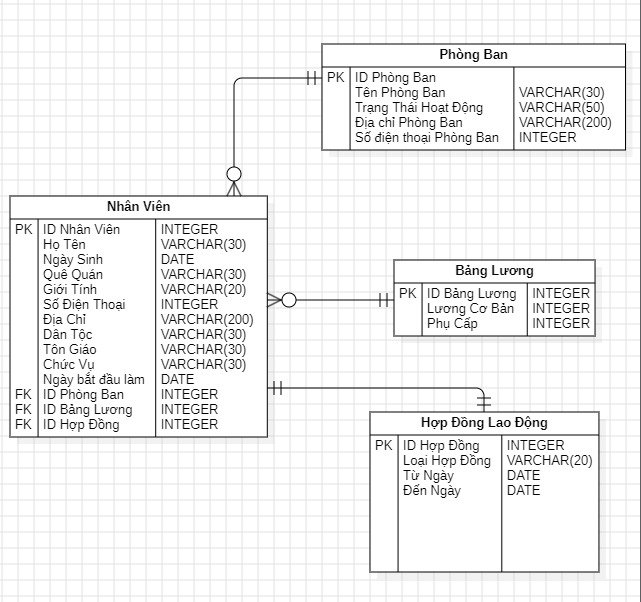 Phòng Ban
PK ID Phòng Ban
Tên Phòng Ban VARCHAR(30)
Trạng Thái Hoạt Động VARCHAR(50)
Địa chỉ Phòng Ban VARCHAR(200)
Số điện thoại Phòng Ban INTEGER
Nhân Viên
PK ID Nhân Viên INTEGER
Họ Tên VARCHAR(30)
Ngày Sinh DATE
Quê Quán VARCHAR(30)
Giới Tính VARCHAR(20)
Số Điện Thoại INTEGER
Địa Chỉ VARCHAR(200)
Dân Tộc VARCHAR(30)
Tôn Giáo VARCHAR(30)
Chức Vụ VARCHAR(30)
Ngày bắt đầu làm DATE
FK ID Phòng Ban INTEGER
FK ID Bảng Lương INTEGER
FK ID Hợp Đồng INTEGER
Bảng Lương
PK ID Bảng Lương INTEGER
Lương Cơ Bản INTEGER
Phụ Cấp INTEGER
Hợp Đồng Lao Động
PK ID Hợp Đồng INTEGER
Loại Hợp Đồng VARCHAR(20)
Từ Ngày DATE
Đến Ngày DATE